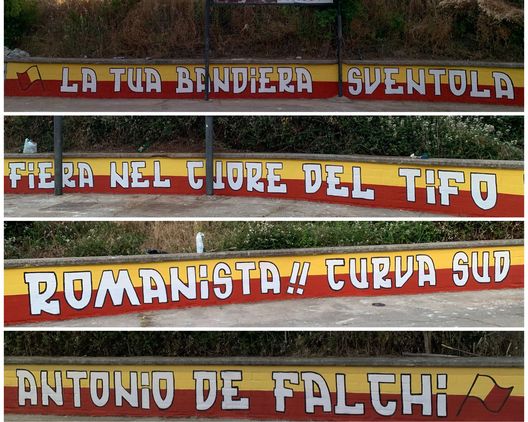 LA TUA BANDIERA SVENTOLA
FIERA NEL CUORE DEL TIFO
ROMANISTA!! CURVA SUD
ANTONIO DE FALCHI